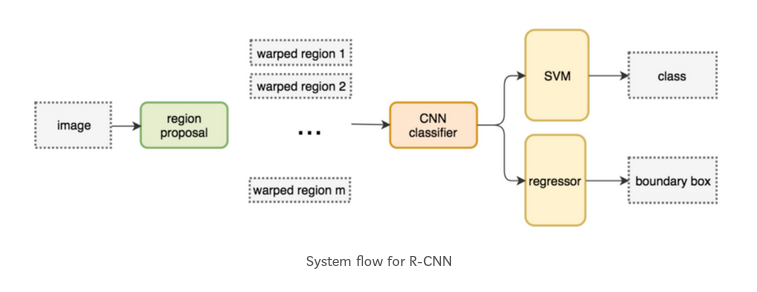 image
region
proposal
warped region 1
warped region 2
...
warped region m
CNN
classifier
SVM
class
regressor
boundary box
System flow for R-CNN